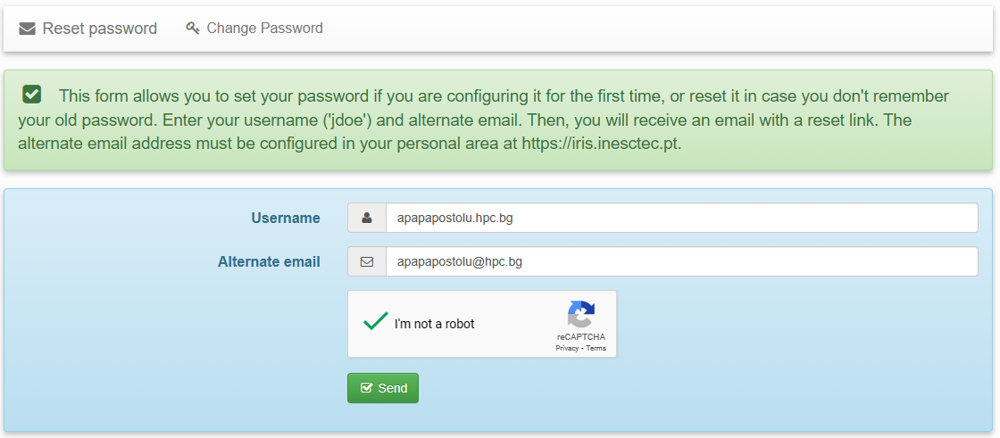 Reset password Change Password
This form allows you to set your password if you are configuring it for the first time, or reset it in case you don't remember
your old password. Enter your username ('jdoe') and alternate email. Then, you will receive an email with a reset link. The
alternate email address must be configured in your personal area at https://iris.inesctec.pt.
Username apapapostolu.hpc.bg
Alternate email apapapostolu@hpc.bg
I'm not a robot
reCAPTCHA
Privacy - Terms
Send